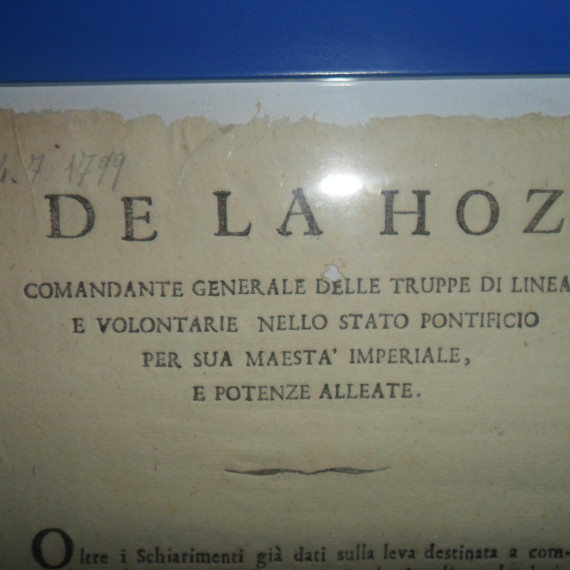 7 1799
DE LA HOZ
COMANDANTE GENERALE DELLE TRUPPE DI LINEA
E VOLONTARIE NELLO STATO PONTIFICIO
PER SUA MAESTA' IMPERIALE,
E POTENZE ALLEATE.
Oltre i Schiarimenti già dati sulla leva destinata a com-